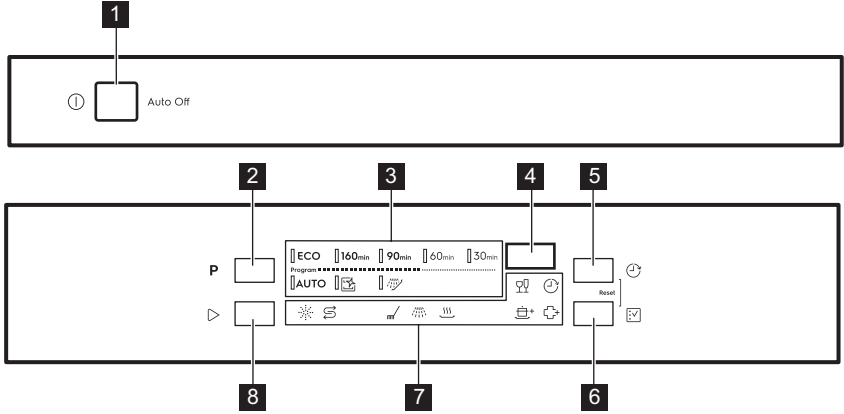 1
Auto Off
2 3 4 5
ECO 160min 90min 60min 30min
P
Program
AUTO
Reset
8 7 6